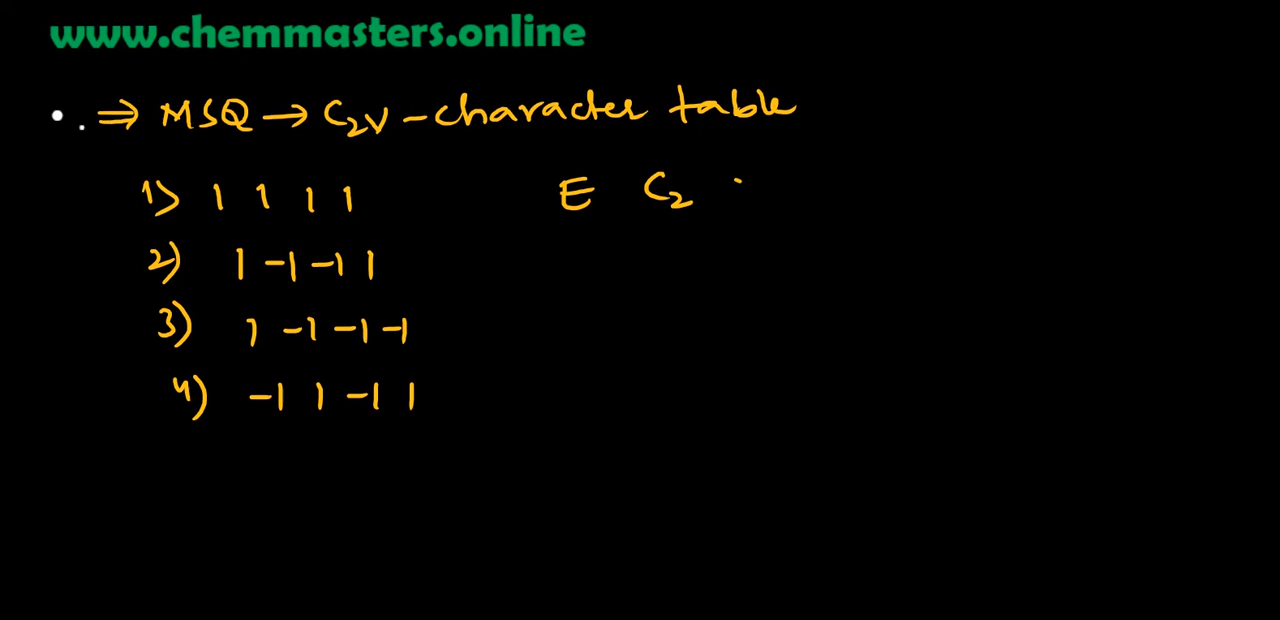 www.chemmasters.online
⇒ MSQ → C₂v - character table
1) 1 1 1 1 E C₂
2) 1 -1 -1 1
3) 1 -1 -1 -1
4) -1 1 -1 1